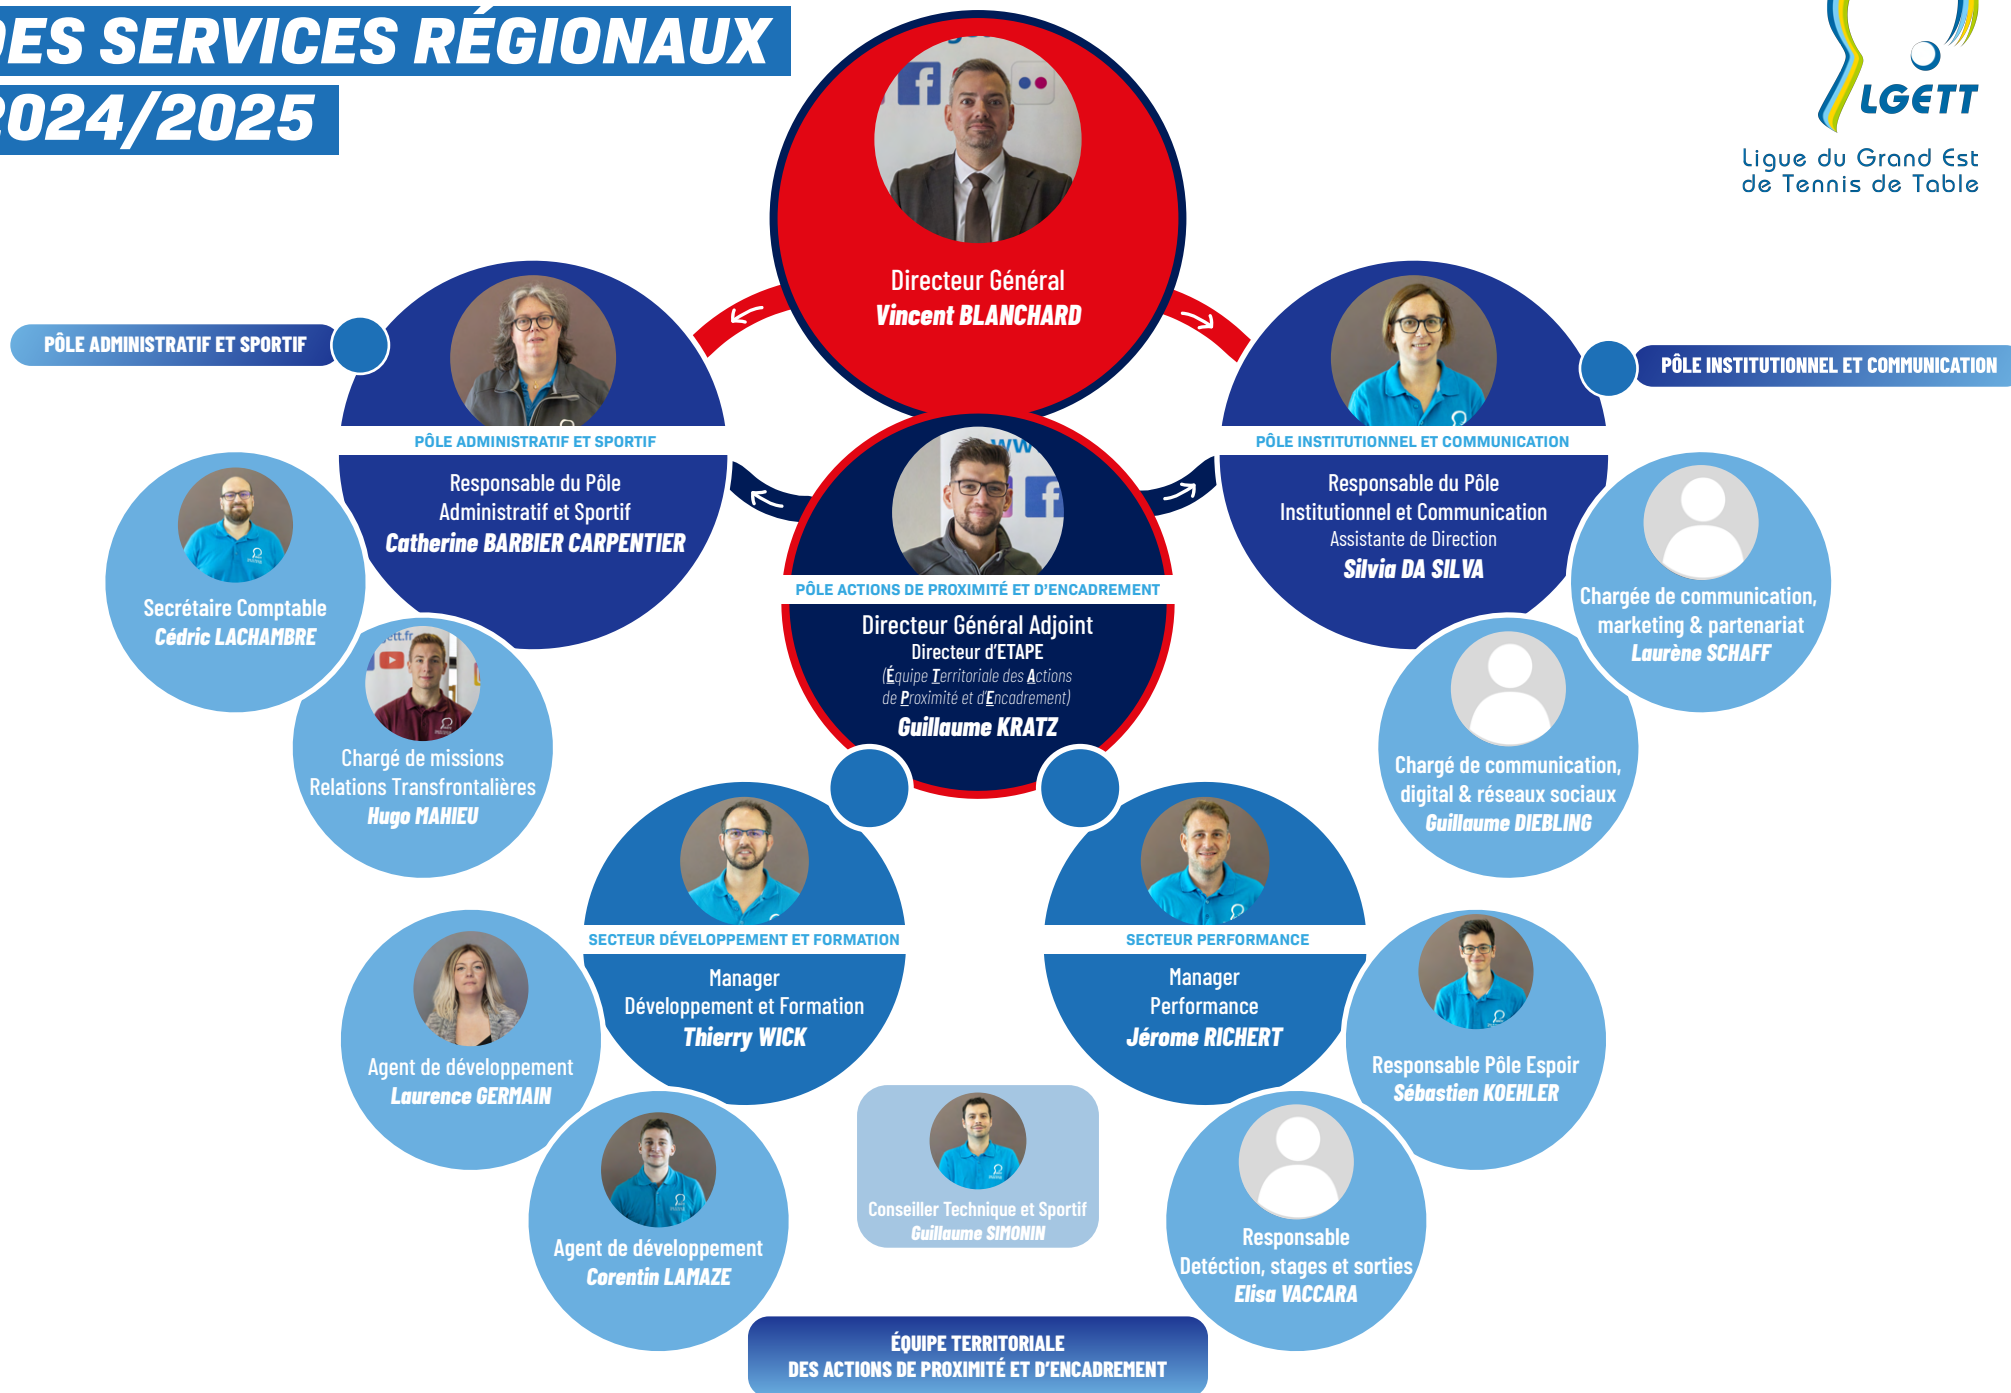 DES SERVICES RÉGIONAUX
2024/2025
LGETT
Ligue du Grand Est
de Tennis de Table
Directeur Général
Vincent BLANCHARD
PÔLE ADMINISTRATIF ET SPORTIF
PÔLE ADMINISTRATIF ET SPORTIF
Responsable du Pôle
Administratif et Sportif
Catherine BARBIER CARPENTIER
Secrétaire Comptable
Cédric LACHAMBRE
Chargé de missions
Relations Transfrontalières
Hugo MAHIEU
PÔLE INSTITUTIONNEL ET COMMUNICATION
PÔLE INSTITUTIONNEL ET COMMUNICATION
Responsable du Pôle
Institutionnel et Communication
Assistante de Direction
Silvia DA SILVA
Chargée de communication,
marketing & partenariat
Laurène SCHAFF
Chargé de communication,
digital & réseaux sociaux
Guillaume DIEBLING
PÔLE ACTIONS DE PROXIMITÉ ET D'ENCADREMENT
Directeur Général Adjoint
Directeur d'ETAPE
(Équipe Territoriale des Actions
de Proximité et d'Encadrement)
Guillaume KRATZ
SECTEUR DÉVELOPPEMENT ET FORMATION
Manager
Développement et Formation
Thierry WICK
Agent de développement
Laurence GERMAIN
Agent de développement
Corentin LAMAZE
SECTEUR PERFORMANCE
Manager
Performance
Jérome RICHERT
Responsable Pôle Espoir
Sébastien KOEHLER
Responsable
Detéction, stages et sorties
Elisa VACCARA
Conseiller Technique et Sportif
Guillaume SIMONIN
ÉQUIPE TERRITORIALE
DES ACTIONS DE PROXIMITÉ ET D'ENCADREMENT